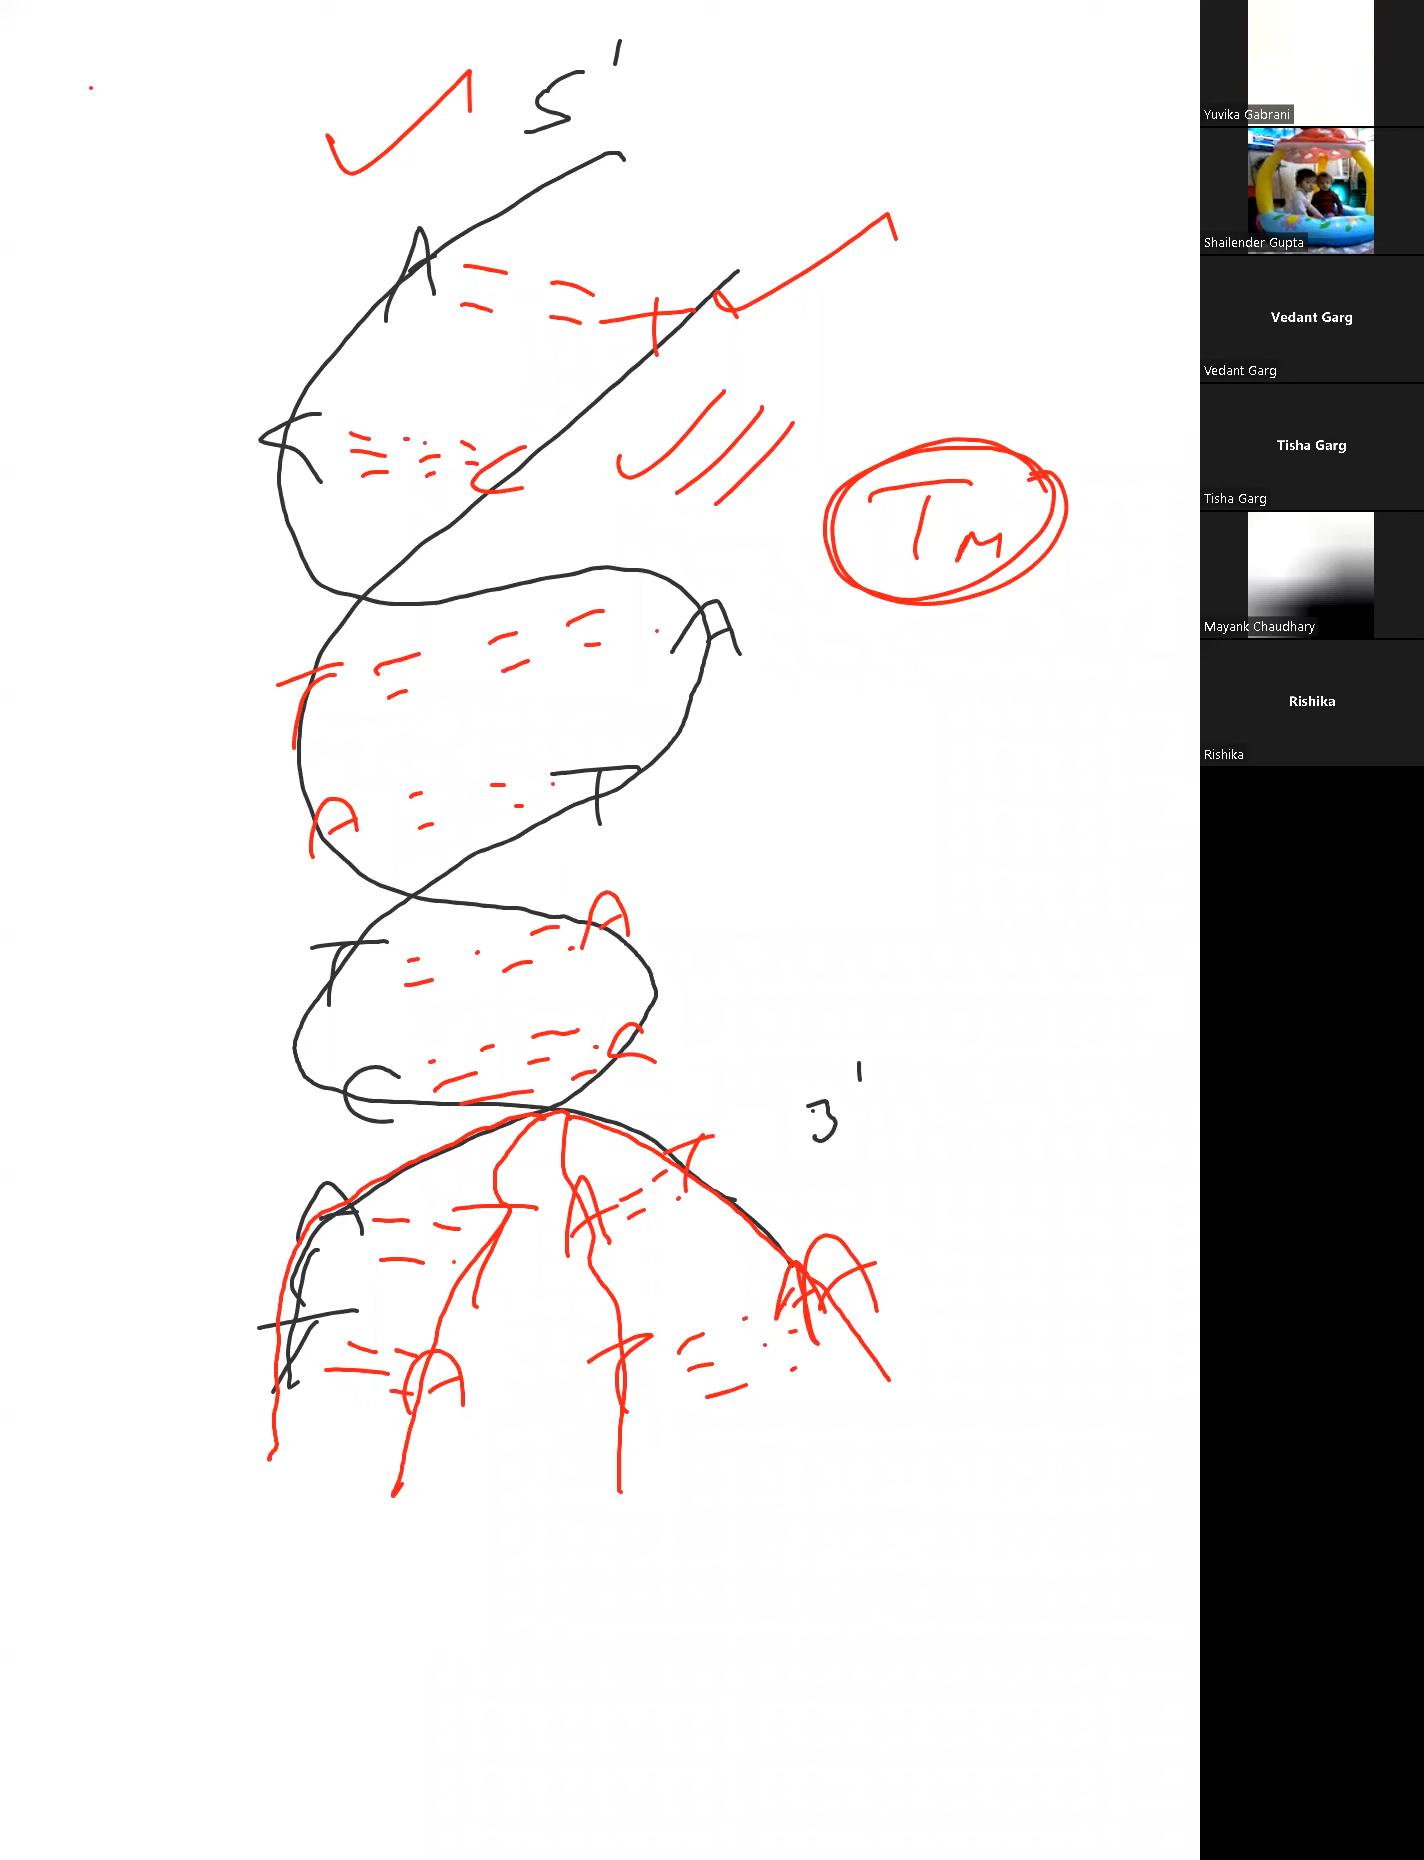 5'
A = = T
C
TM
T = = A
A T
T A
C
3'
A T A T
T A T A
Yuvika Gabrani
Shailender Gupta
Vedant Garg
Vedant Garg
Tisha Garg
Tisha Garg
Mayank Chaudhary
Rishika
Rishika